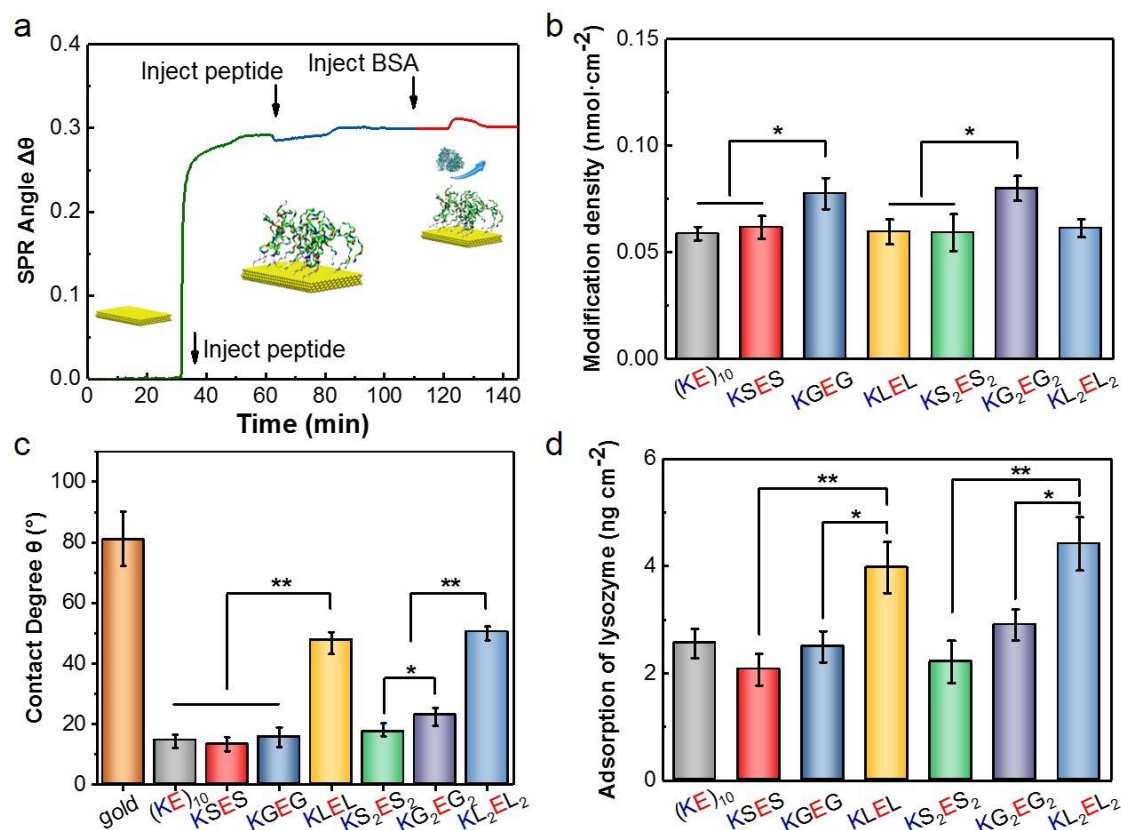 a
SPR Angle Δθ
0.4
0.3
0.2
0.1
0.0
Inject peptide
Inject BSA
Inject peptide
0 20 40 60 80 100 120 140
Time (min)
b
Modification density (nmol·cm⁻²)
0.15
0.10
0.05
0.00
* *
(KE)₁₀ KSES KGEG KLEL KS₂ES₂ KG₂EG₂ KL₂EL₂
c
Contact Degree θ (°)
100
80
60
40
20
0
** ** *
gold (KE)₁₀ KSES KGEG KLEL KS₂ES₂ KG₂EG₂ KL₂EL₂
d
Adsorption of lysozyme (ng cm⁻²)
6
4
2
0
** * ** *
(KE)₁₀ KSES KGEG KLEL KS₂ES₂ KG₂EG₂ KL₂EL₂